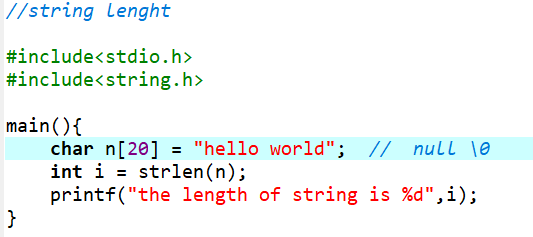 //string lenght
#include<stdio.h>
#include<string.h>
main(){
    char n[20] = "hello world";  //  null \0
    int i = strlen(n);
    printf("the length of string is %d",i);
}